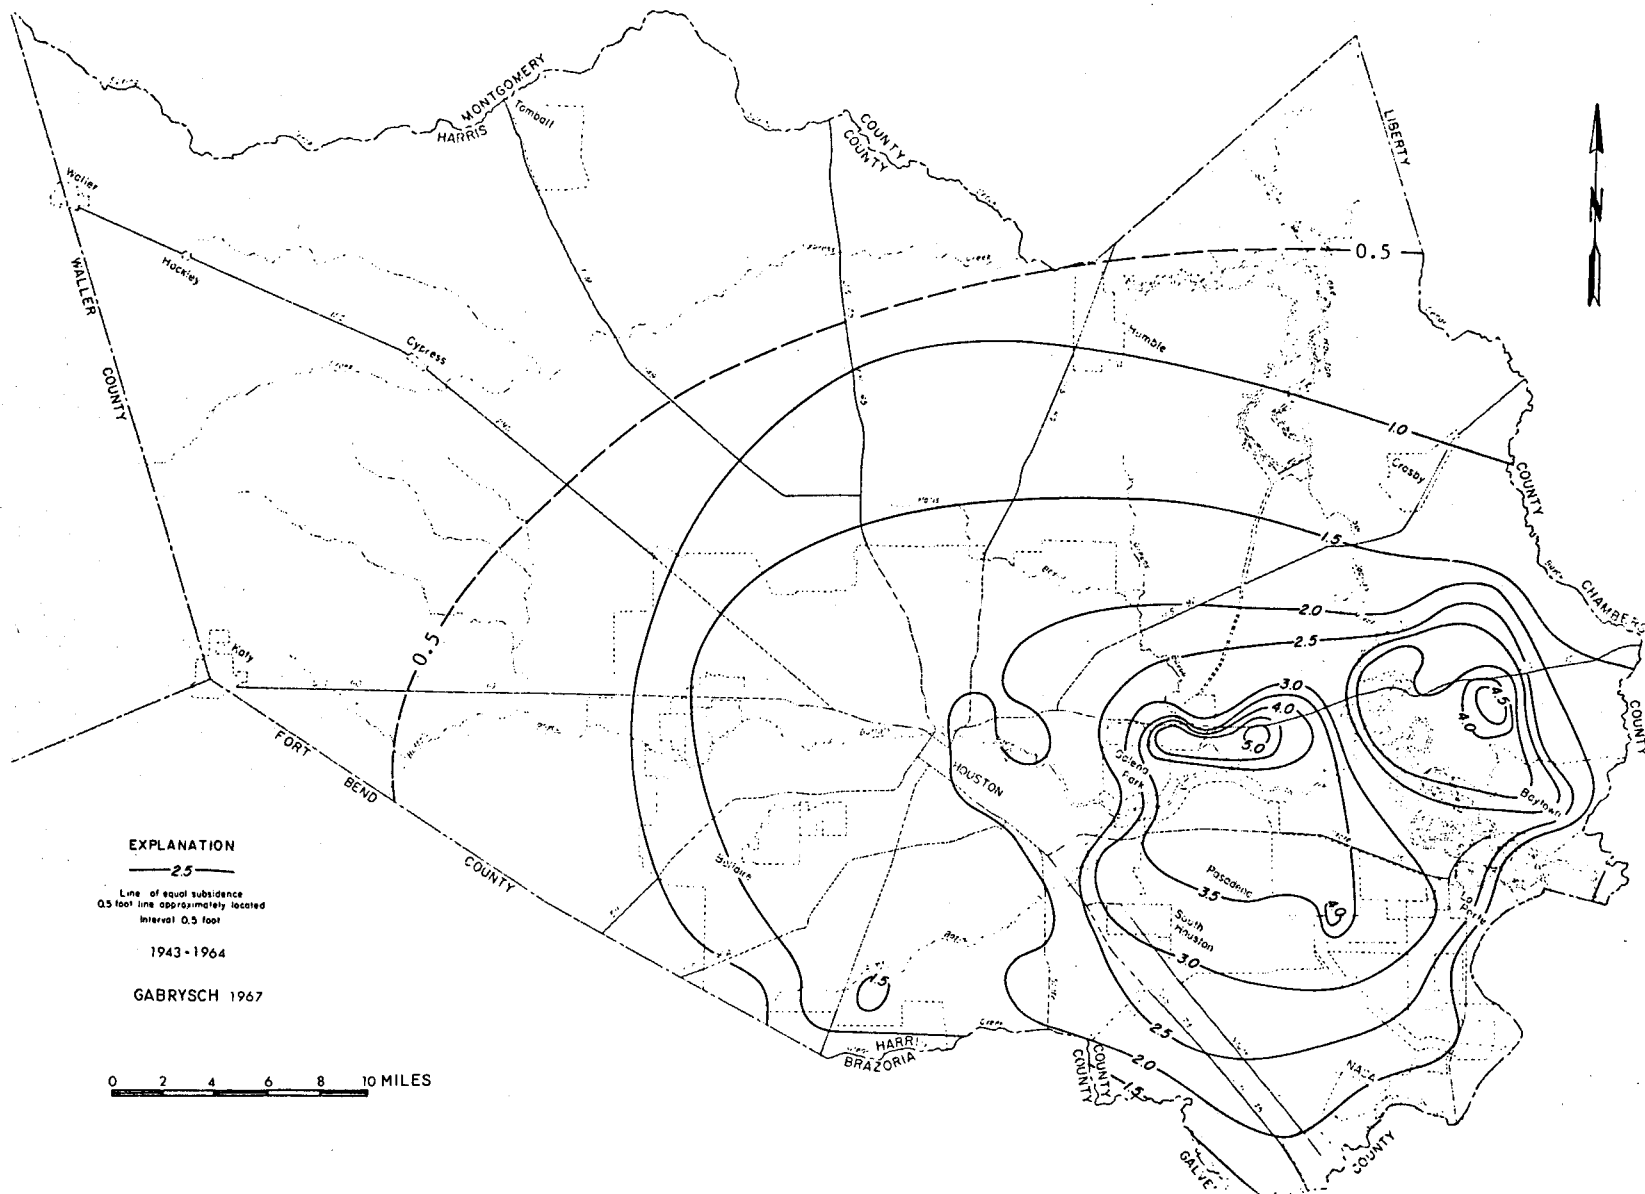 MONTGOMERY
HARRIS
COUNTY
COUNTY
Tomball
LIBERTY
Waller
N
Hockley
WALLER
COUNTY
Cypress
Creek
0.5
Humble
Cypress
1.0
Crosby
COUNTY
1.5
CHAMBERS
2.0
2.5
0.5
Katy
3.0
4.0
5.0
4.5
4.0
COUNTY
FORT
BEND
COUNTY
HOUSTON
Galena
Park
Baytown
Bellaire
Pasadena
3.5
4.0
La
Porte
South
Houston
3.0
1.5
2.5
HARRI
BRAZORIA
COUNTY
COUNTY
2.0
1.5
NASA
GALVE
COUNTY
EXPLANATION
2.5
Line of equal subsidence
0.5 foot line approximately located
Interval 0.5 foot
1943-1964
GABRYSCH 1967
0 2 4 6 8 10 MILES